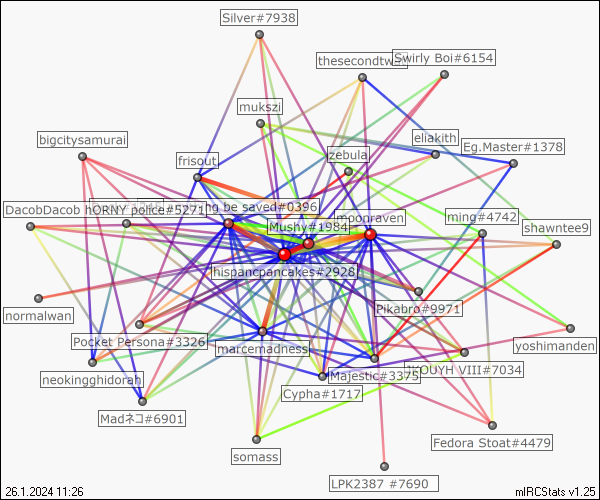 Silver#7938
thesecondtw
Swirly Boi#6154
mukszi
eliakith
bigcitysamurai
zebula
Eg.Master#1378
frisout
DacobDacob
hORNY police#5271
ng be saved#0396
Mushy#1984
mooraven
ming#4742
shawntee9
hispancpancakes#2928
normalwan
Pikabro#9971
Pocket Persona#3326
marcemadness
yoshimanden
neokingghidorah
Majestic#3375
KOUYH VIII#7034
Cypha#1717
Madネコ#6901
Fedora Stoat#4479
somass
LPK2387 #7690
26.1.2024 11:26
mIRCStats v1.25